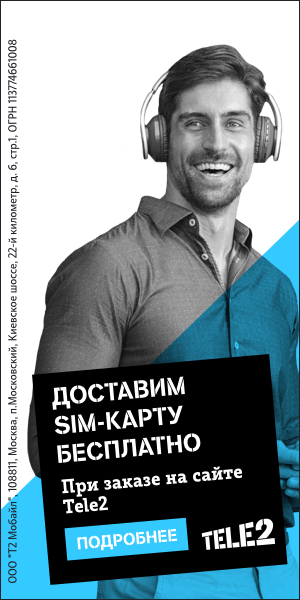 ДОСТАВИМ
SIM-КАРТУ
БЕСПЛАТНО
При заказе на сайте
Tele2
ПОДРОБНЕЕ
TELE2
ООО "Т2 Мобайл", 108811, Москва, п.Московский, Киевское шоссе, 22-й километр, д. 6, стр.1, ОГРН 113774661008